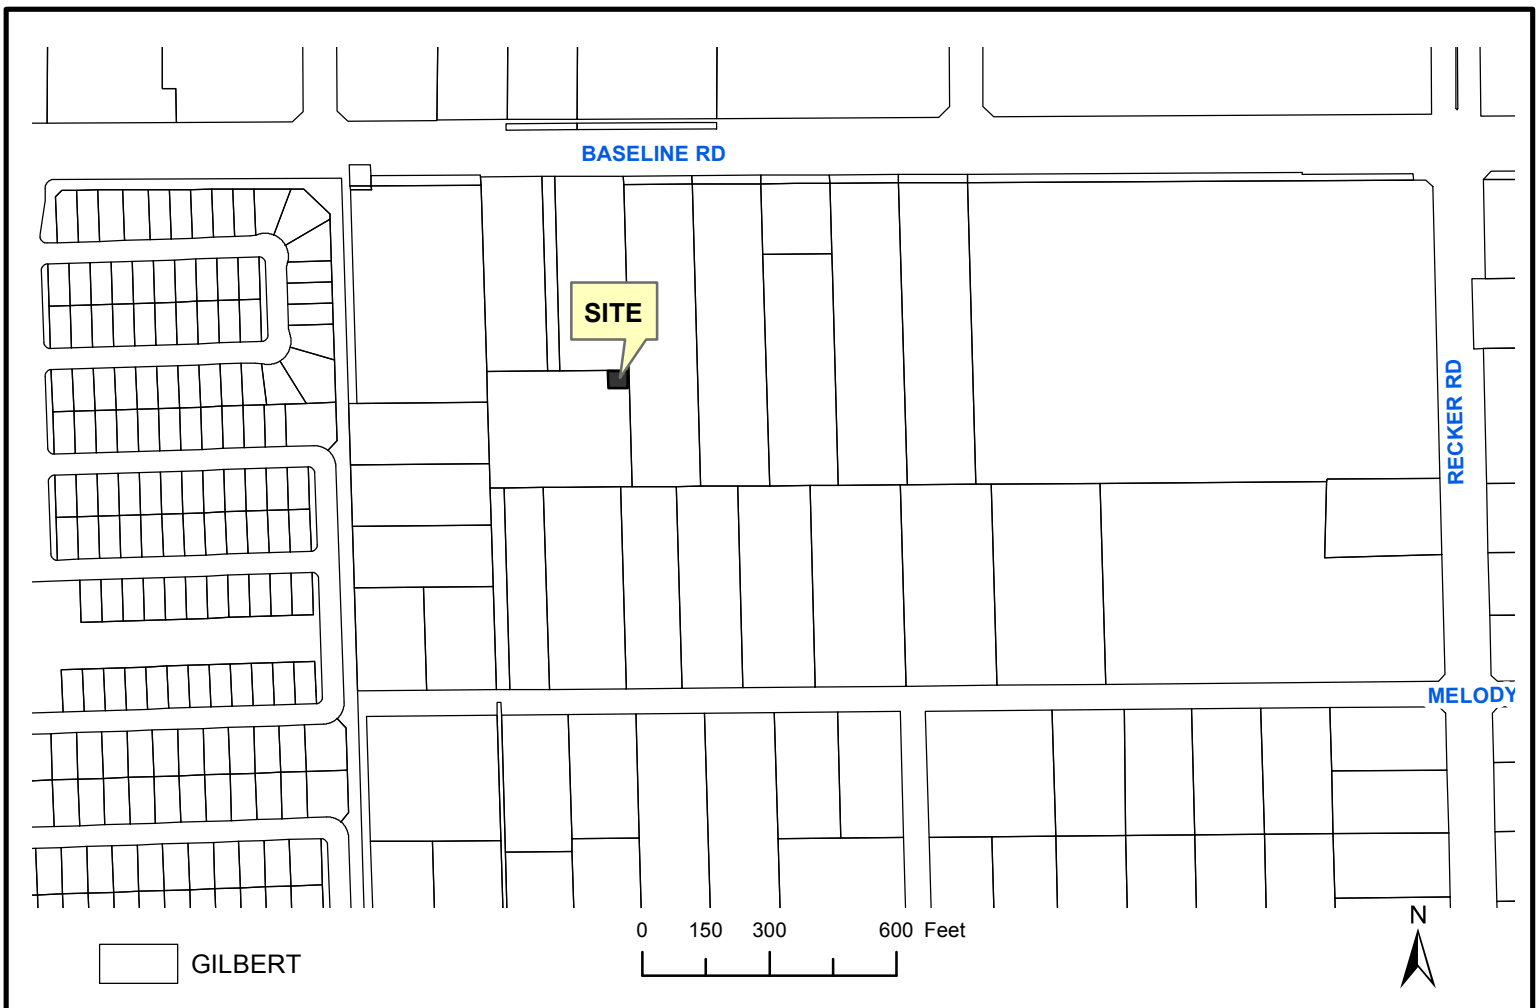 BASELINE RD
SITE
RECKER RD
MELODY
0 150 300 600 Feet
N
GILBERT